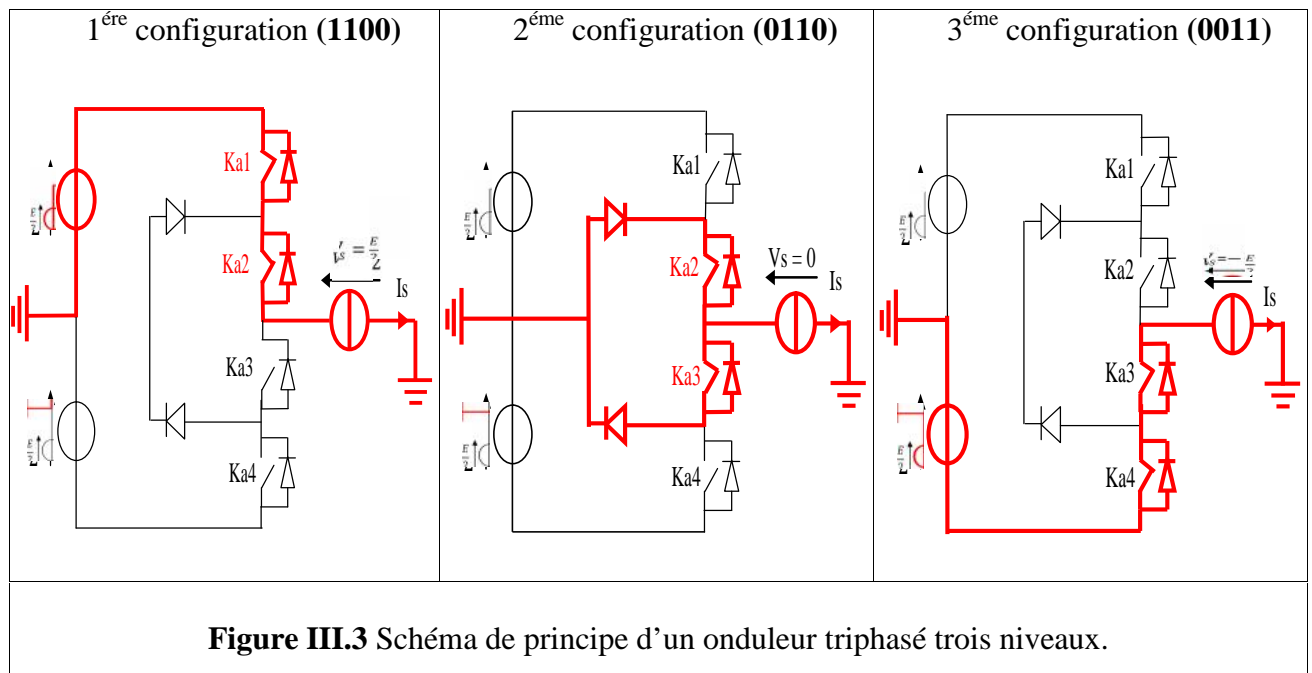 1ére configuration (1100)
2éme configuration (0110)
3éme configuration (0011)
Ka1
Ka2
Is
Ka3
Ka4
Ka1
Ka2
Vs = 0
Is
Ka3
Ka4
Ka1
Ka2
Is
Ka3
Ka4
Figure III.3 Schéma de principe d’un onduleur triphasé trois niveaux.